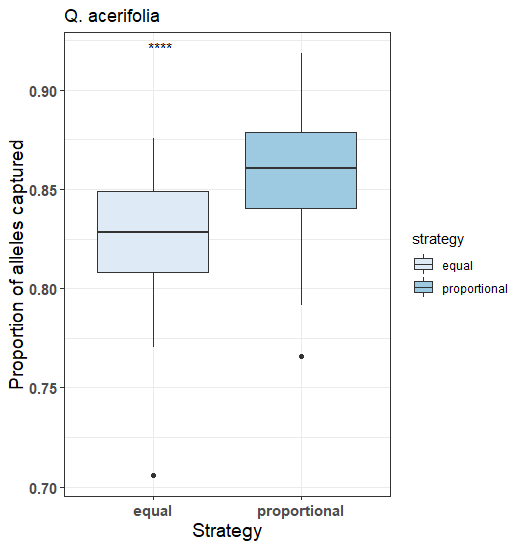 Q. acerifolia
****
Proportion of alleles captured
0.90
0.85
0.80
0.75
0.70
equal
proportional
Strategy
strategy
equal
proportional